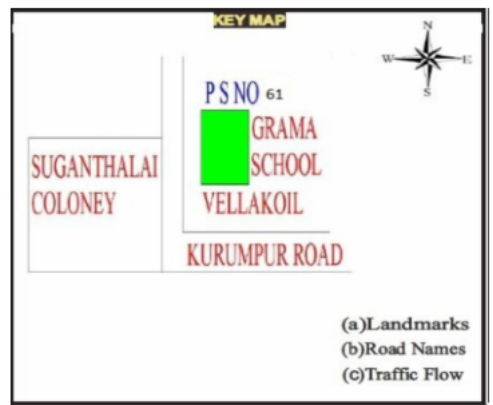 KEY MAP
N
W E
S
P S NO 61
GRAMA
SCHOOL
SUGANTHALAI
COLONEY
VELLAKOIL
KURUMPUR ROAD
(a)Landmarks
(b)Road Names
(c)Traffic Flow